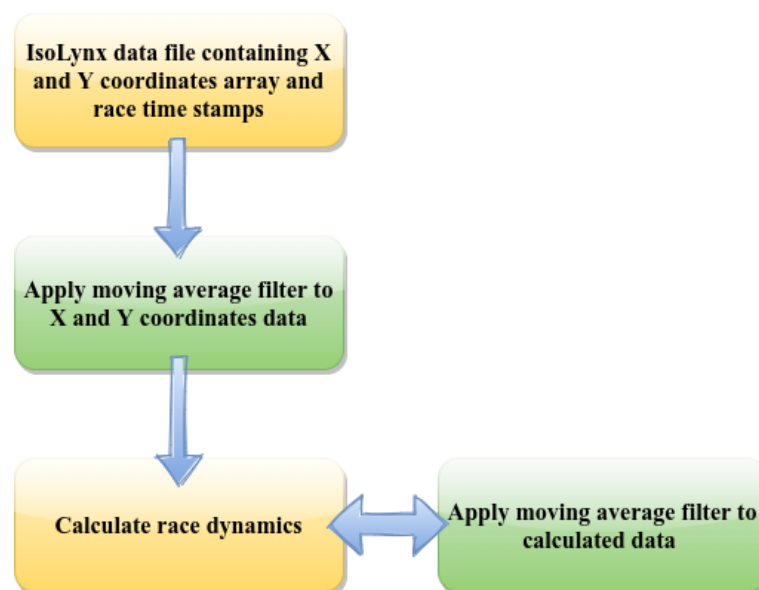 IsoLynx data file containing X
and Y coordinates array and
race time stamps
Apply moving average filter to
X and Y coordinates data
Calculate race dynamics
Apply moving average filter to
calculated data